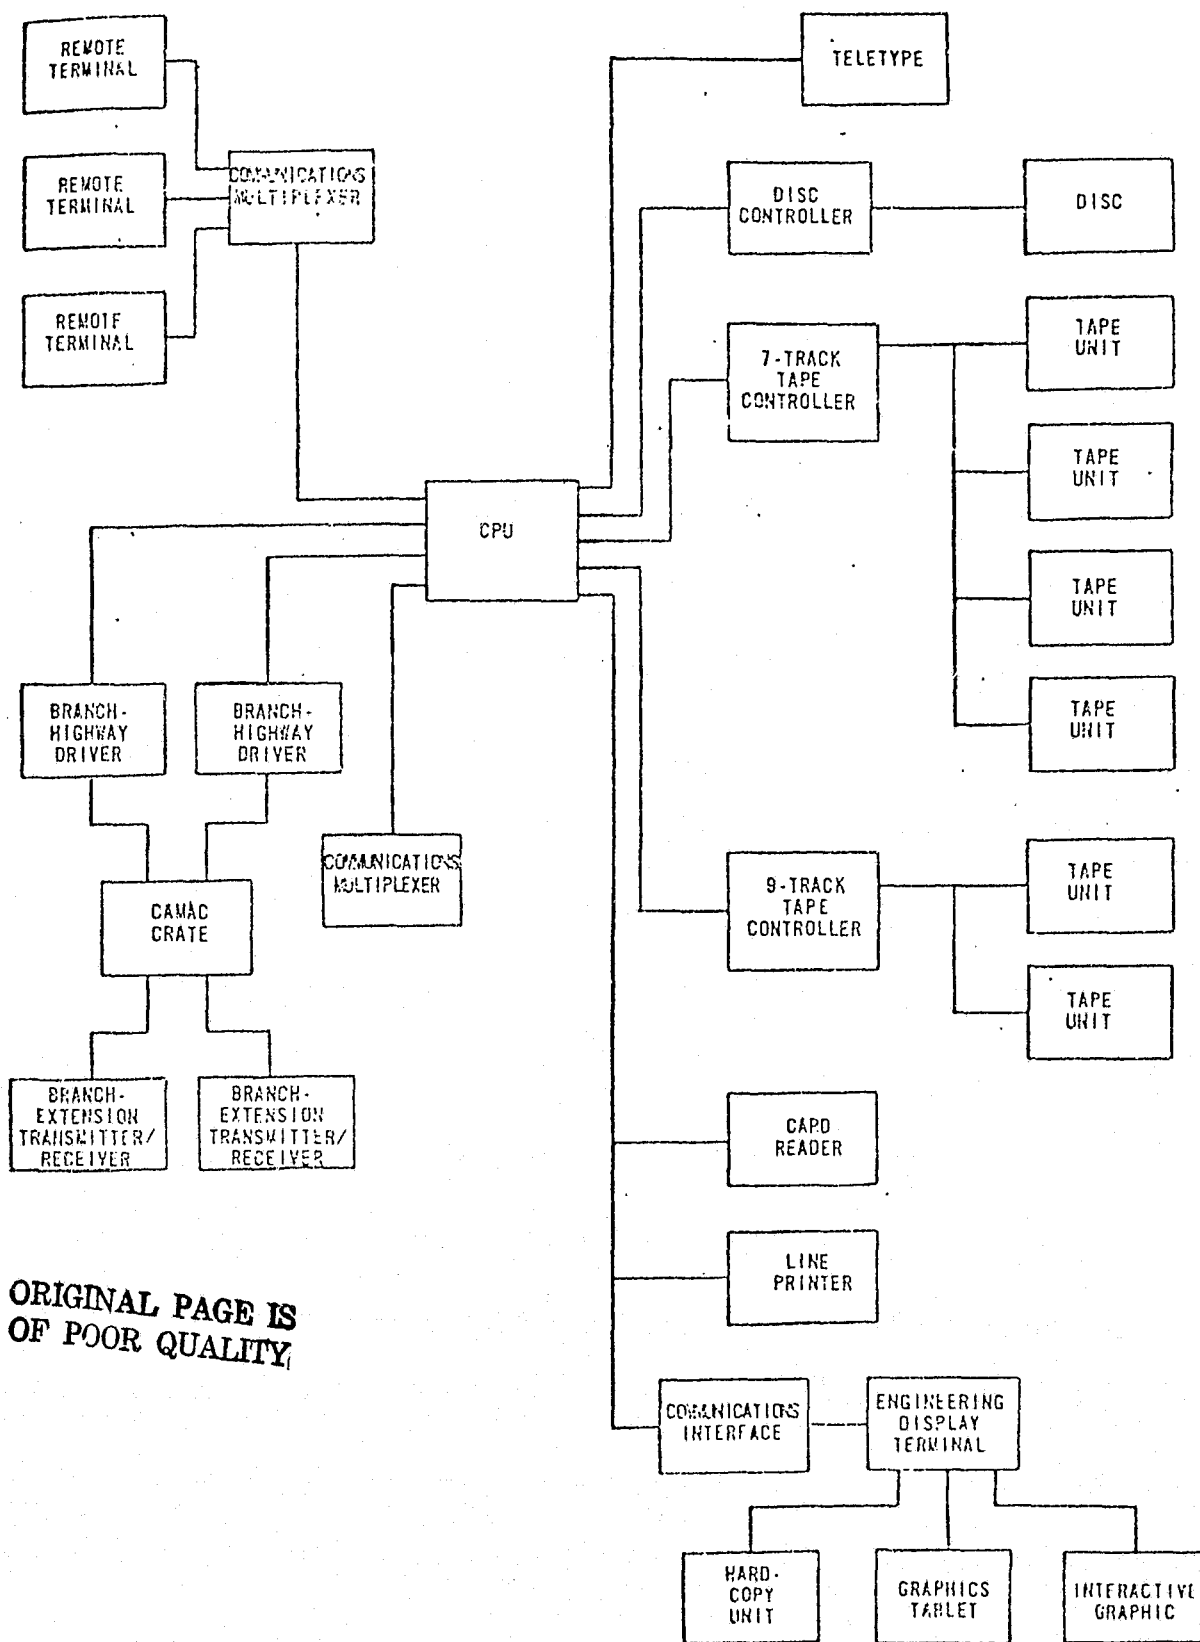 REMOTE
TERMINAL
REMOTE
TERMINAL
REMOTE
TERMINAL
COMMUNICATIONS
MULTIPLEXER
TELETYPE
DISC
CONTROLLER
DISC
7-TRACK
TAPE
CONTROLLER
TAPE
UNIT
TAPE
UNIT
TAPE
UNIT
TAPE
UNIT
CPU
BRANCH-
HIGHWAY
DRIVER
BRANCH-
HIGHWAY
DRIVER
COMMUNICATIONS
MULTIPLEXER
CAMAC
CRATE
9-TRACK
TAPE
CONTROLLER
TAPE
UNIT
TAPE
UNIT
BRANCH-
EXTENSION
TRANSMITTER/
RECEIVER
BRANCH-
EXTENSION
TRANSMITTER/
RECEIVER
CARD
READER
LINE
PRINTER
ORIGINAL PAGE IS
OF POOR QUALITY
COMMUNICATIONS
INTERFACE
ENGINEERING
DISPLAY
TERMINAL
HARD-
COPY
UNIT
GRAPHICS
TABLET
INTERACTIVE
GRAPHIC